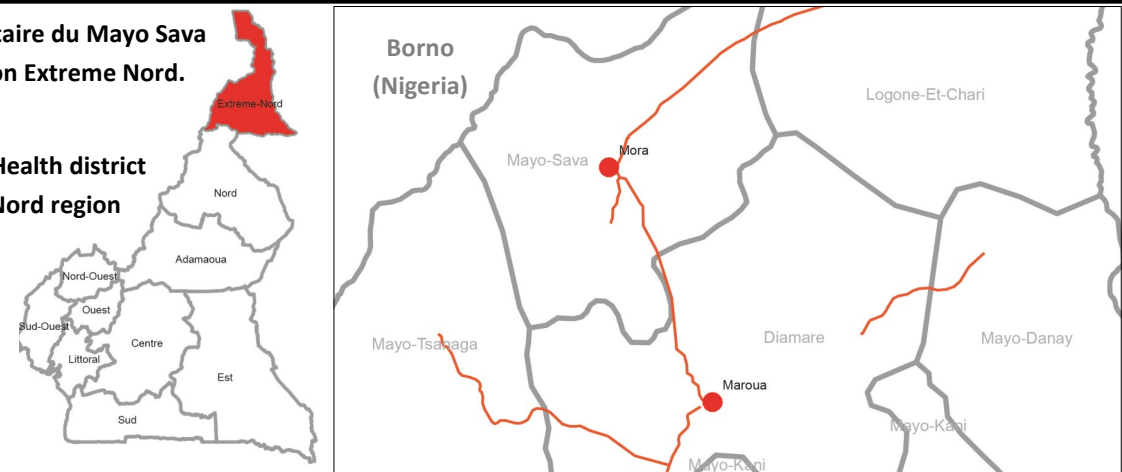 taire du Mayo Sava
on Extreme Nord.
Health district
Nord region
Extreme-Nord
Nord
Adamaoua
Nord-Ouest
Ouest
Sud-Ouest
Littoral
Centre
Est
Sud
Borno
(Nigeria)
Logone-Et-Chari
Mora
Mayo-Sava
Mayo-Tsanaga
Diamare
Mayo-Danay
Maroua
Mayo-Kani
Mayo-Kani